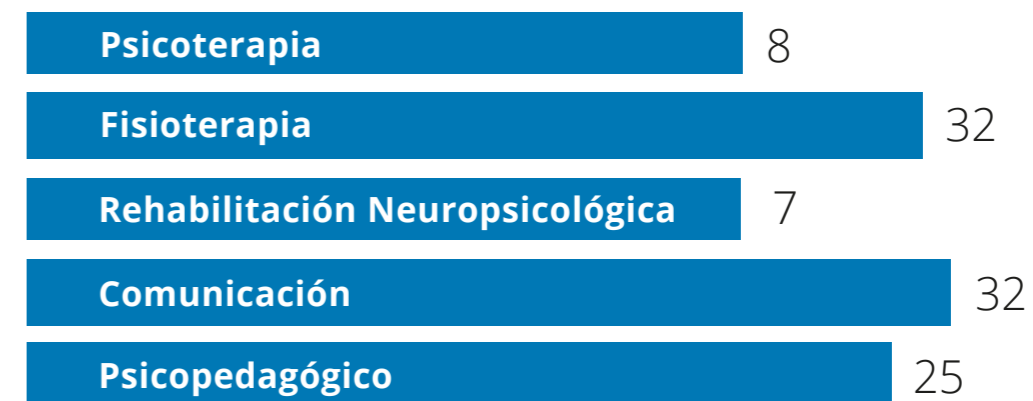 Psicoterapia 8
Fisioterapia 32
Rehabilitación Neuropsicológica 7
Comunicación 32
Psicopedagógico 25